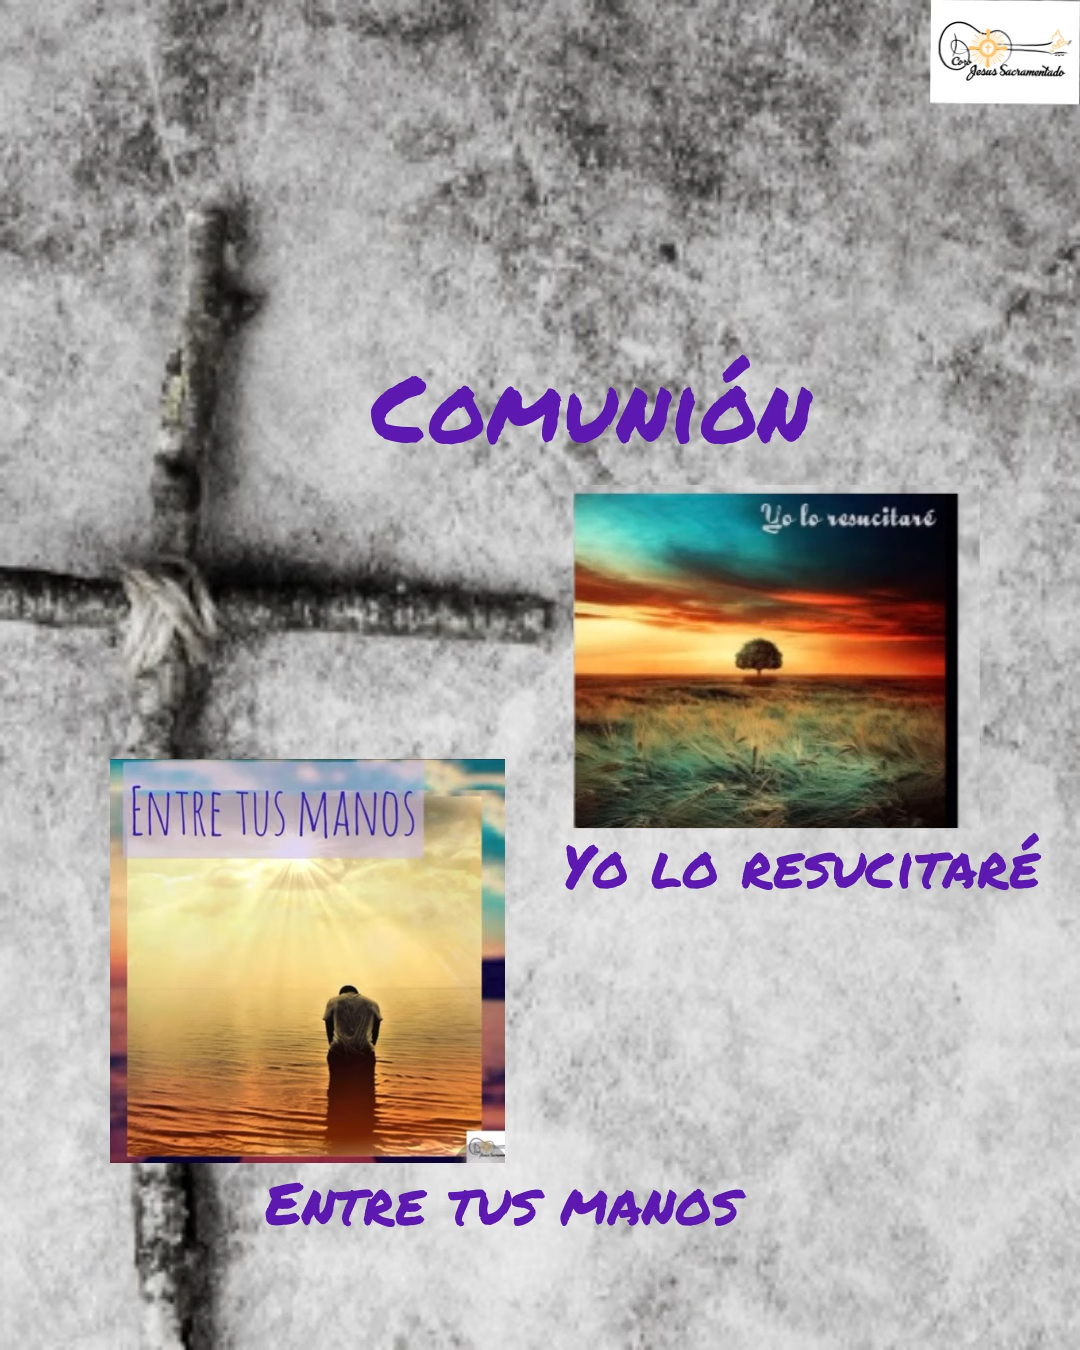 Coro
Jesus Sacramentado
Comunión
Yo lo resucitaré
Yo lo resucitaré
Entre tus manos
Entre tus manos